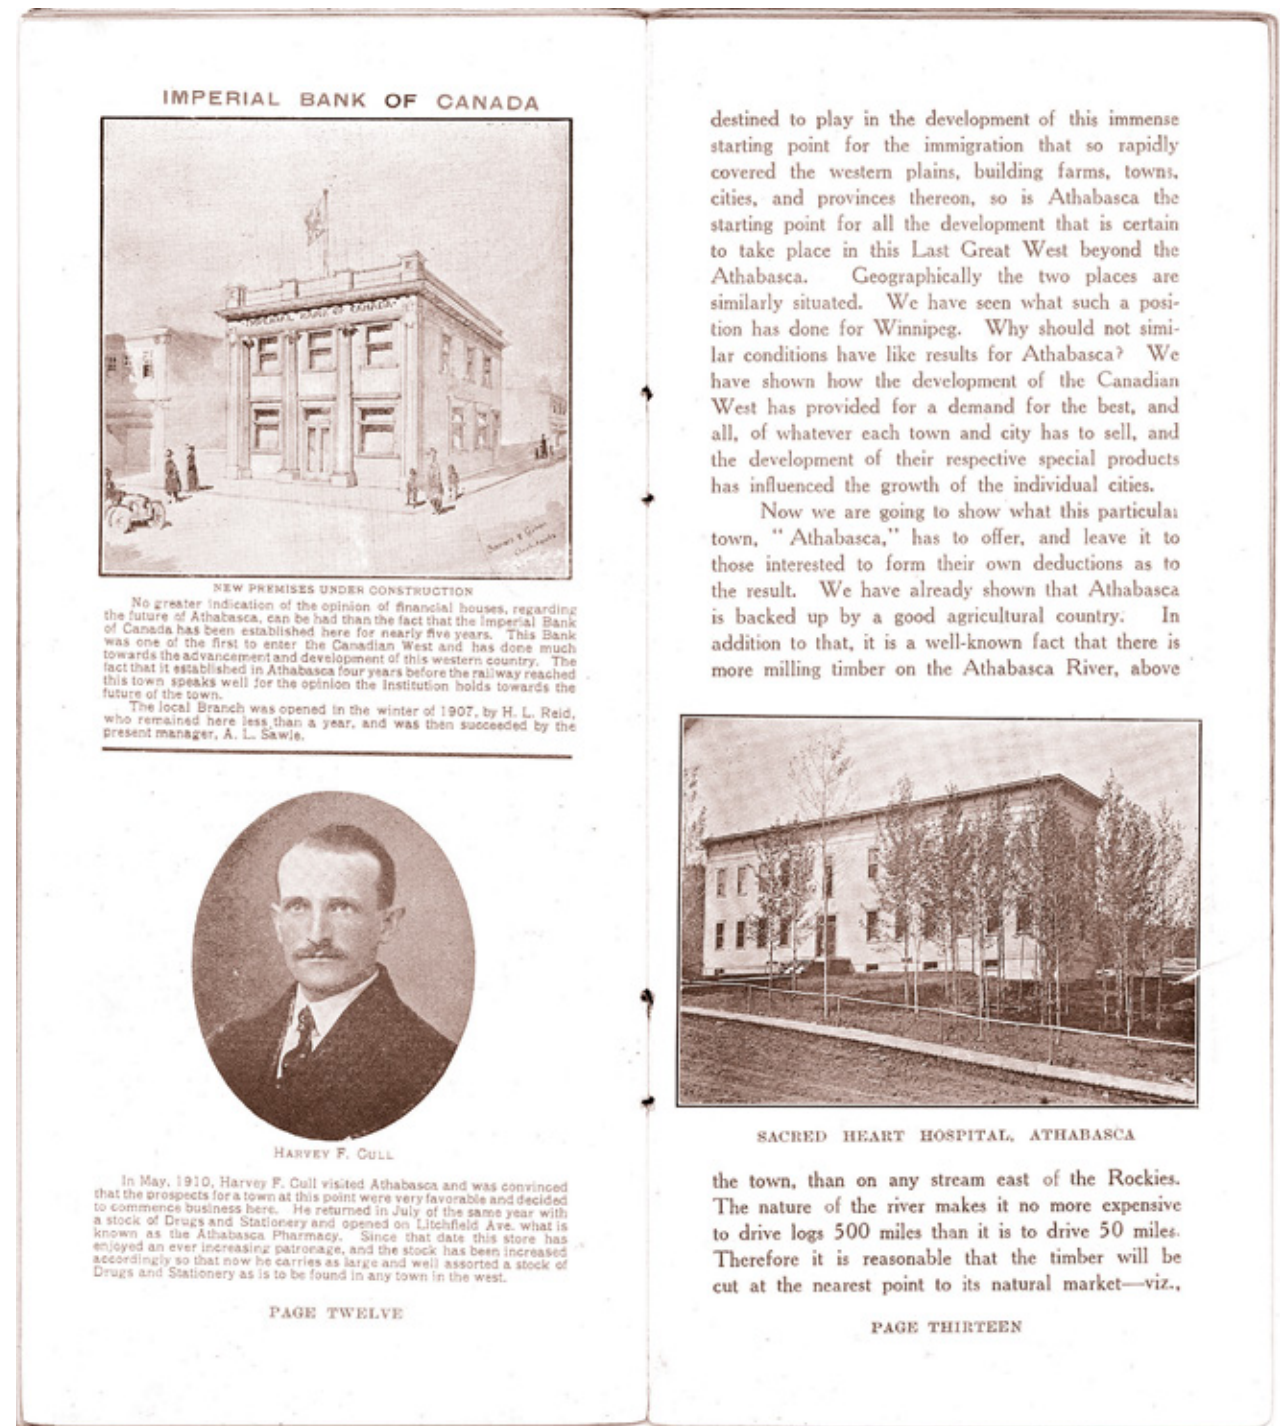 IMPERIAL BANK OF CANADA
IMPERIAL BANK OF CANADA
NEW PREMISES UNDER CONSTRUCTION
No greater indication of the opinion of financial houses, regarding
the future of Athabasca, can be had than the fact that the Imperial Bank
of Canada has been established here for nearly five years. This Bank
was one of the first to enter the Canadian West and has done much
towards the advancement and development of this western country. The
fact that it established in Athabasca four years before the railway reached
this town speaks well for the opinion the Institution holds towards the
future of the town.
The local Branch was opened in the winter of 1907, by H. L. Reid,
who remained here less than a year, and was then succeeded by the
present manager, A. L. Sawle.
HARVEY F. CULL
In May, 1910, Harvey F. Cull visited Athabasca and was convinced
that the prospects for a town at this point were very favorable and decided
to commence business here. He returned in July of the same year with
a stock of Drugs and Stationery and opened on Litchfield Ave. what is
known as the Athabasca Pharmacy. Since that date this store has
enjoyed an ever increasing patronage, and the stock has been increased
accordingly so that now he carries as large and well assorted a stock of
Drugs and Stationery as is to be found in any town in the west.
PAGE TWELVE
destined to play in the development of this immense
starting point for the immigration that so rapidly
covered the western plains, building farms, towns,
cities, and provinces thereon, so is Athabasca the
starting point for all the development that is certain
to take place in this Last Great West beyond the
Athabasca. Geographically the two places are
similarly situated. We have seen what such a posi-
tion has done for Winnipeg. Why should not simi-
lar conditions have like results for Athabasca? We
have shown how the development of the Canadian
West has provided for a demand for the best, and
all, of whatever each town and city has to sell, and
the development of their respective special products
has influenced the growth of the individual cities.
Now we are going to show what this particular
town, "Athabasca," has to offer, and leave it to
those interested to form their own deductions as to
the result. We have already shown that Athabasca
is backed up by a good agricultural country. In
addition to that, it is a well-known fact that there is
more milling timber on the Athabasca River, above
SACRED HEART HOSPITAL, ATHABASCA
the town, than on any stream east of the Rockies.
The nature of the river makes it no more expensive
to drive logs 500 miles than it is to drive 50 miles.
Therefore it is reasonable that the timber will be
cut at the nearest point to its natural market—viz.,
PAGE THIRTEEN